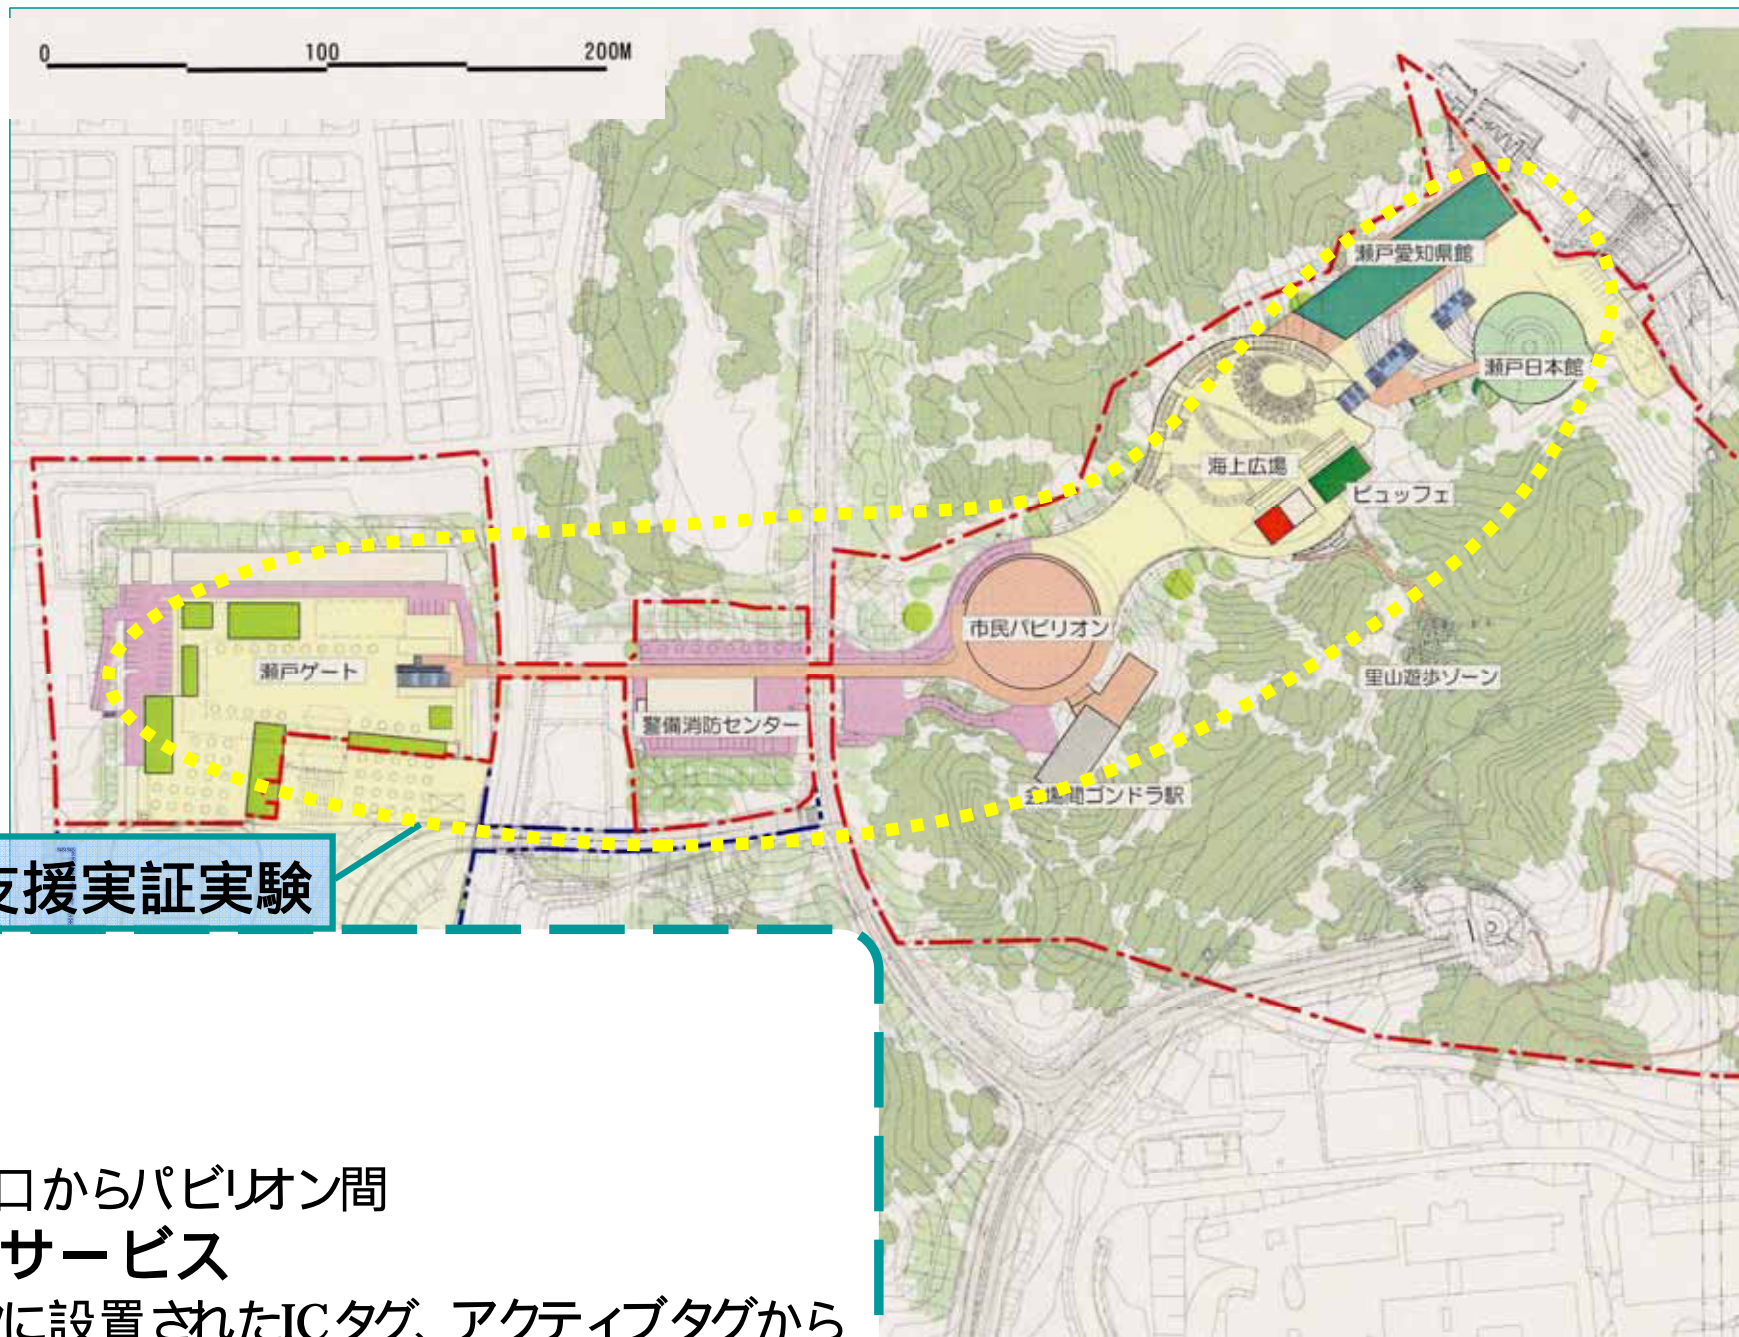 0 100 200M
瀬戸愛知県館
瀬戸日本館
海上広場
ビュッフェ
市民パビリオン
瀬戸ゲート
里山遊歩ゾーン
警備消防センター
会場間ゴンドラ駅
支援実証実験
口からパビリオン間
サービス
に設置されたICタグ、アクティブタグから